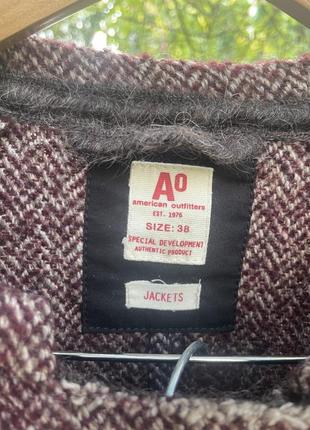 Ao
american outfitters
EST. 1976
SIZE: 38
SPECIAL DEVELOPMENT
AUTHENTIC PRODUCT
JACKETS